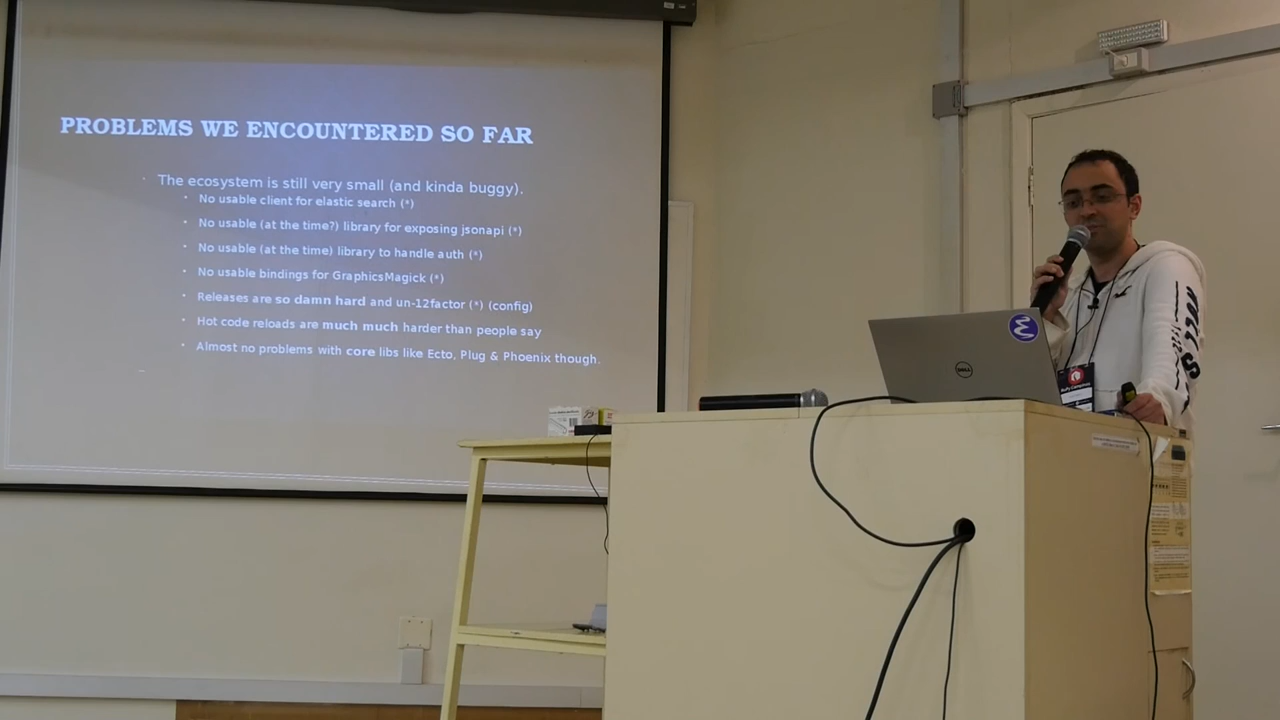 PROBLEMS WE ENCOUNTERED SO FAR
The ecosystem is still very small (and kinda buggy).
No usable client for elastic search (*)
No usable (at the time?) library for exposing jsonapi (*)
No usable (at the time) library to handle auth (*)
No usable bindings for GraphicsMagick (*)
Releases are so damn hard and un-12factor (*) (config)
Hot code reloads are much much harder than people say
Almost no problems with core libs like Ecto, Plug & Phoenix though.
DELL